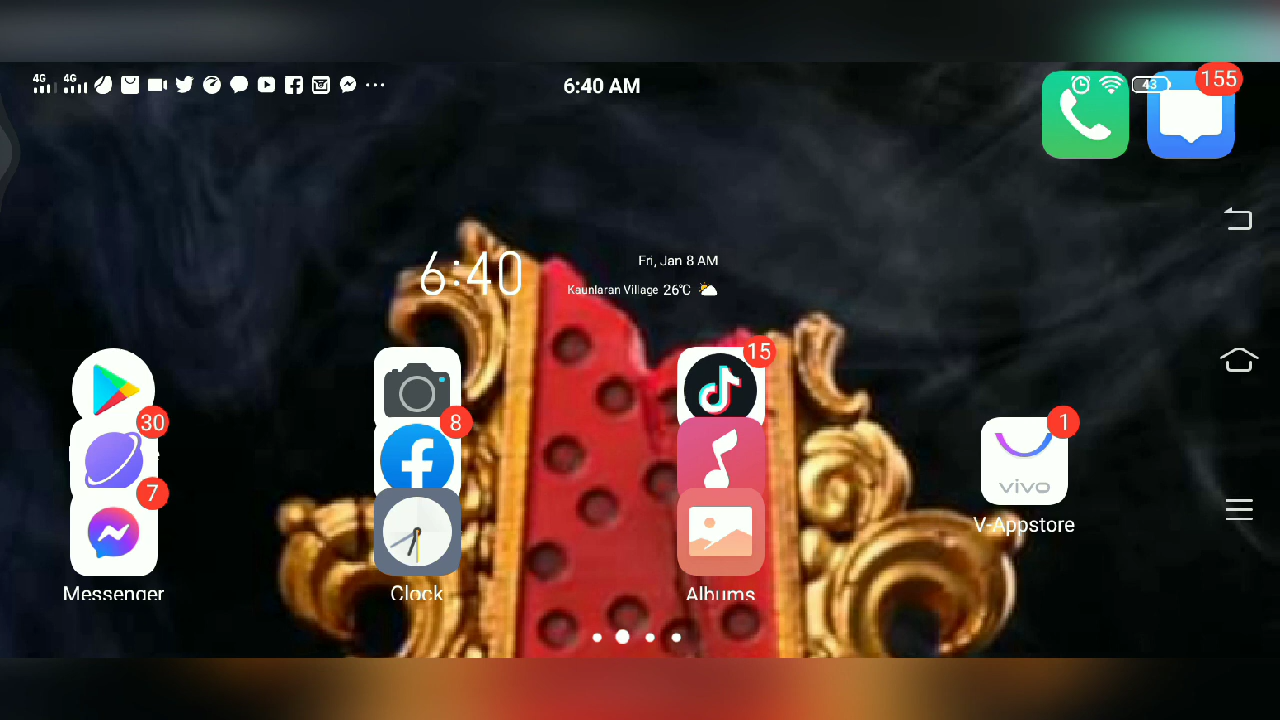 4G 4G 6:40 AM 43 155
6:40 Fri, Jan 8 AM
Kaunlaran Village 26°C
15
30 8 1
vivo
7
V-Appstore
Messenger Clock Albums